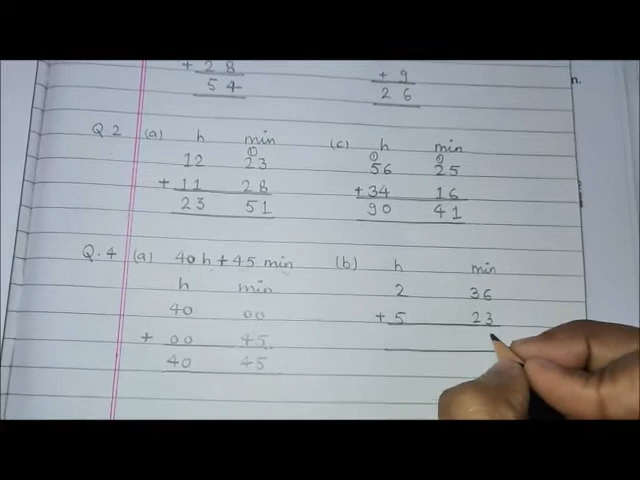 + 2 8
5 4
+ 9
2 6
n.
Q 2 (a) h min
1
12 23
+ 11 28
23 51
(c) h min
1 1
56 25
+34 16
90 41
Q.4 (a) 40 h + 45 min
h min
40 00
+ 00 45
40 45
(b) h min
2 36
+ 5 23